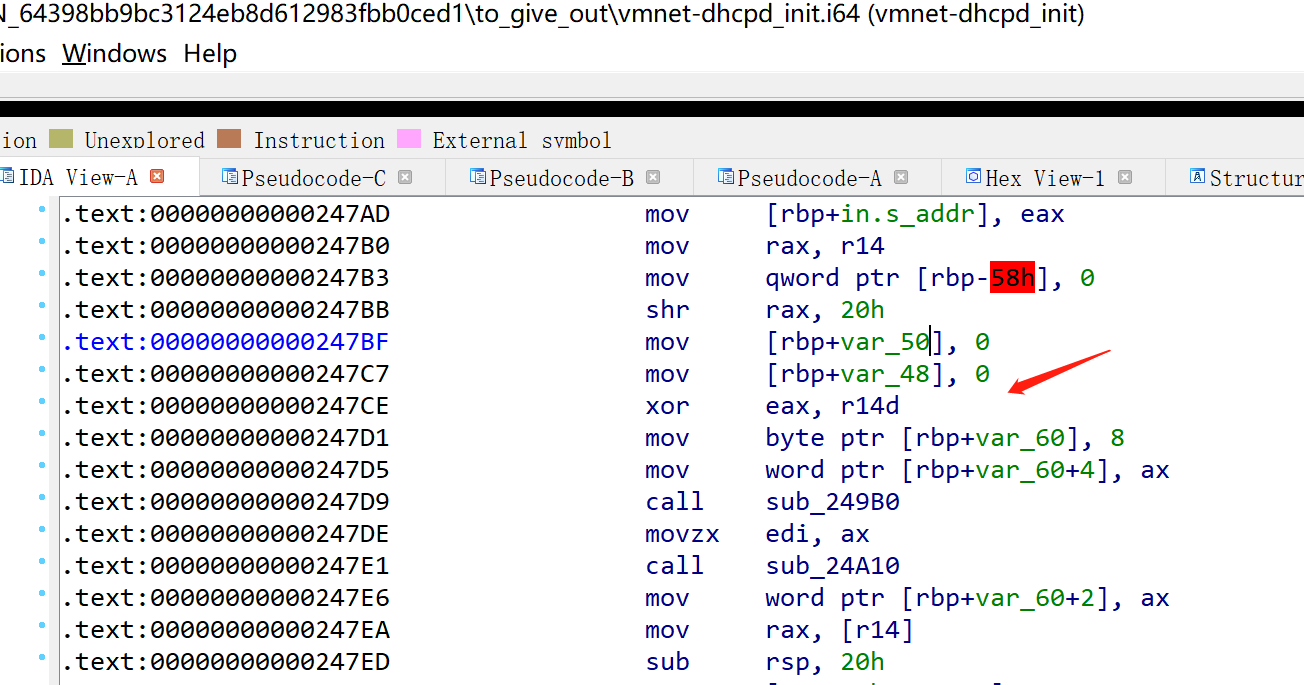 N_64398bb9bc3124eb8d612983fbb0ced1\to_give_out\vmnet-dhcpd_init.i64 (vmnet-dhcpd_init)
ions Windows Help
ion Unexplored Instruction External symbol
IDA View-A Pseudocode-C Pseudocode-B Pseudocode-A Hex View-1 Structur
.text:00000000000247AD mov [rbp+in.s_addr], eax
.text:00000000000247B0 mov rax, r14
.text:00000000000247B3 mov qword ptr [rbp-58h], 0
.text:00000000000247BB shr rax, 20h
.text:00000000000247BF mov [rbp+var_50], 0
.text:00000000000247C7 mov [rbp+var_48], 0
.text:00000000000247CE xor eax, r14d
.text:00000000000247D1 mov byte ptr [rbp+var_60], 8
.text:00000000000247D5 mov word ptr [rbp+var_60+4], ax
.text:00000000000247D9 call sub_249B0
.text:00000000000247DE movzx edi, ax
.text:00000000000247E1 call sub_24A10
.text:00000000000247E6 mov word ptr [rbp+var_60+2], ax
.text:00000000000247EA mov rax, [r14]
.text:00000000000247ED sub rsp, 20h